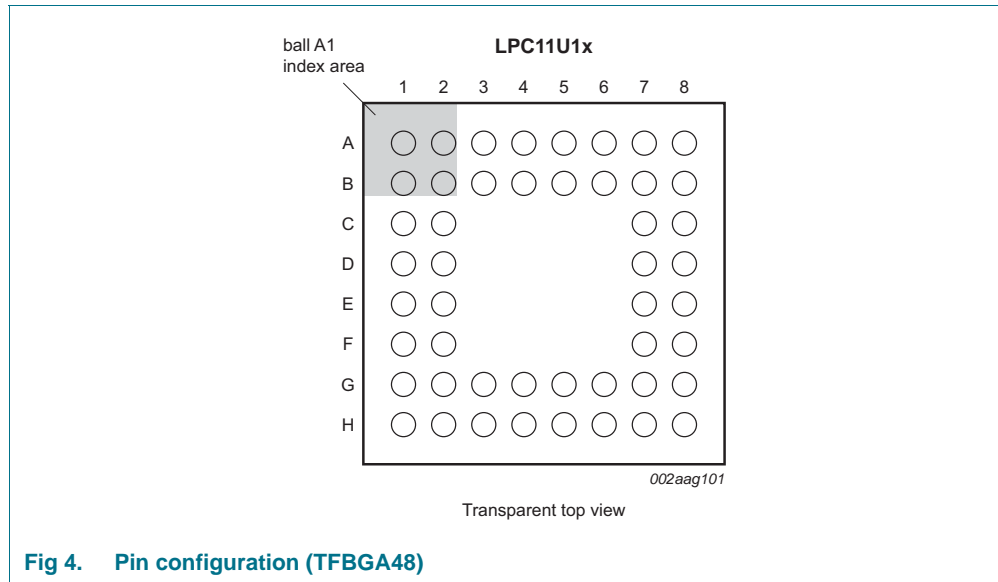 ball A1
index area
LPC11U1x
1 2 3 4 5 6 7 8
A
B
C
D
E
F
G
H
002aag101
Transparent top view
Fig 4. Pin configuration (TFBGA48)